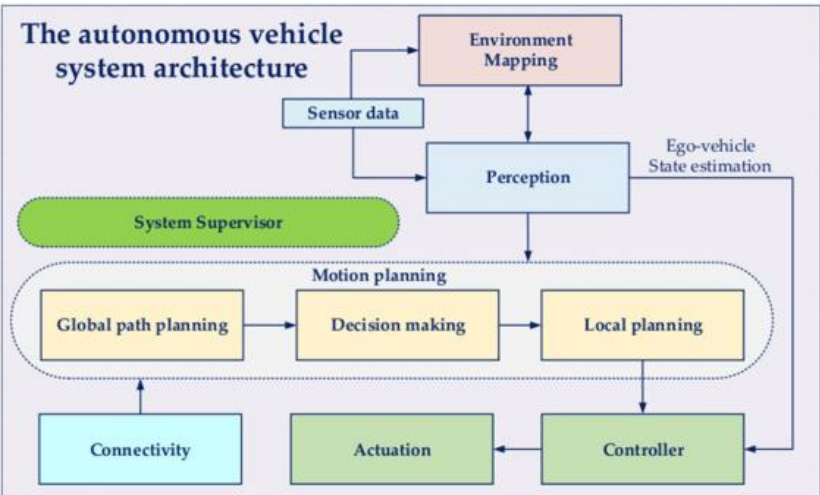 The autonomous vehicle
system architecture
Environment
Mapping
Sensor data
Ego-vehicle
State estimation
Perception
System Supervisor
Motion planning
Global path planning
Decision making
Local planning
Connectivity
Actuation
Controller